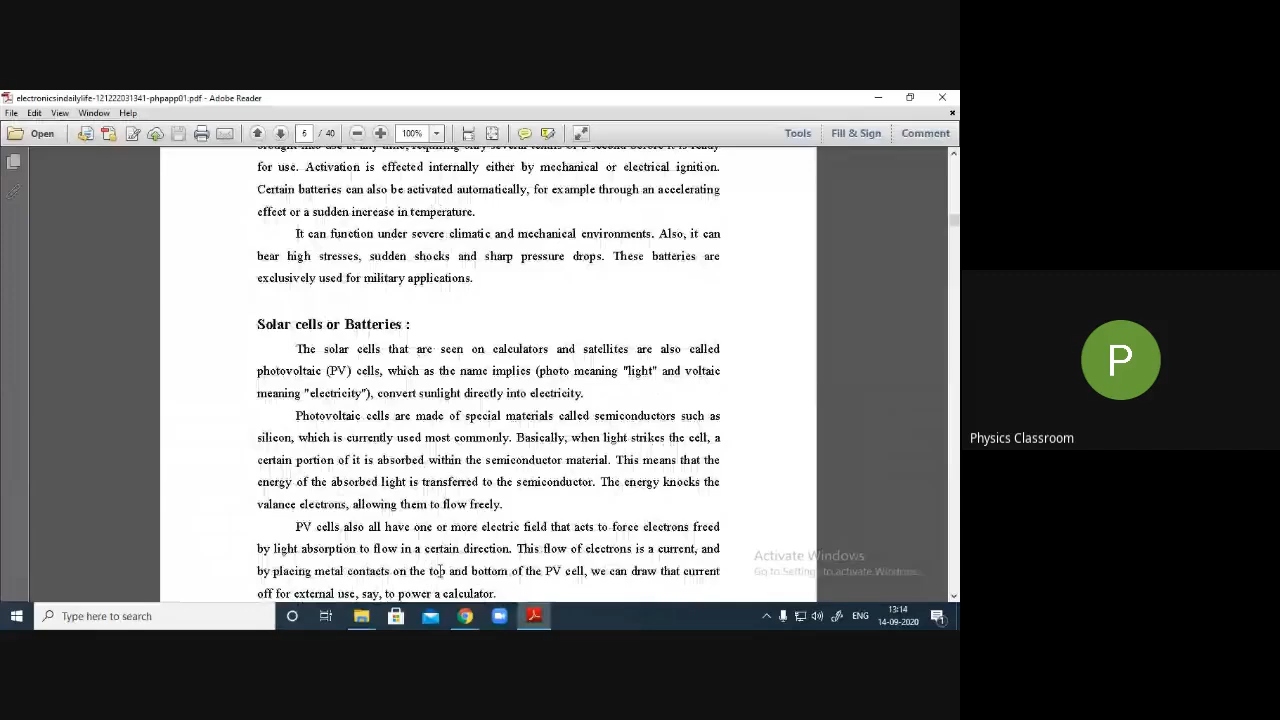 electronicsindailylife-121222031341-phpapp01.pdf - Adobe Reader
File Edit View Window Help
Open 6 / 40 100% Tools Fill & Sign Comment
for use. Activation is effected internally either by mechanical or electrical ignition.
Certain batteries can also be activated automatically, for example through an accelerating
effect or a sudden increase in temperature.
It can function under severe climatic and mechanical environments. Also, it can
bear high stresses, sudden shocks and sharp pressure drops. These batteries are
exclusively used for military applications.
Solar cells or Batteries :
The solar cells that are seen on calculators and satellites are also called
photovoltaic (PV) cells, which as the name implies (photo meaning "light" and voltaic
meaning "electricity"), convert sunlight directly into electricity.
Photovoltaic cells are made of special materials called semiconductors such as
silicon, which is currently used most commonly. Basically, when light strikes the cell, a
certain portion of it is absorbed within the semiconductor material. This means that the
energy of the absorbed light is transferred to the semiconductor. The energy knocks the
valance electrons, allowing them to flow freely.
PV cells also all have one or more electric field that acts to force electrons freed
by light absorption to flow in a certain direction. This flow of electrons is a current, and
by placing metal contacts on the top and bottom of the PV cell, we can draw that current
off for external use, say, to power a calculator.
Activate Windows
Go to Settings to activate Windows.
Type here to search
ENG
13:14
14-09-2020
1
P
Physics Classroom